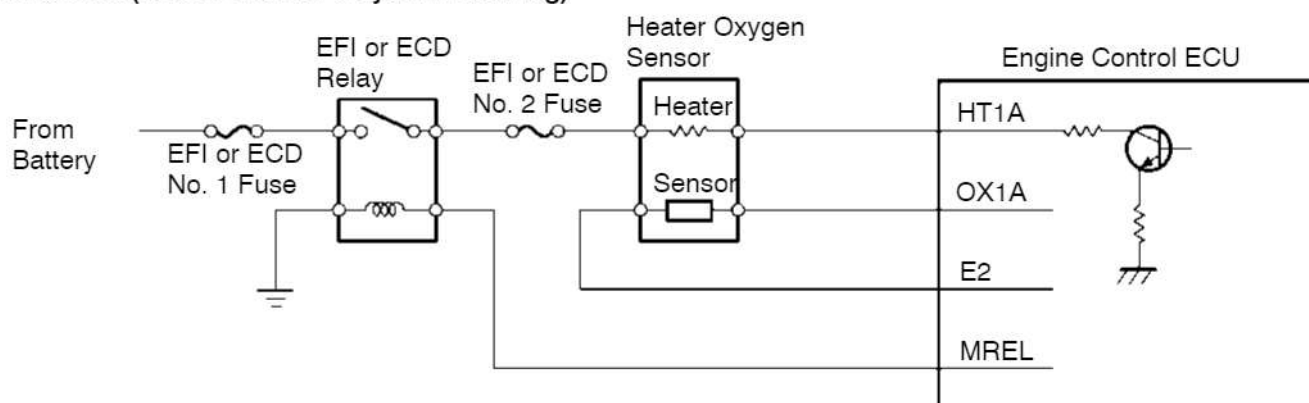 Heater Oxygen
Sensor
EFI or ECD
Relay
EFI or ECD
No. 2 Fuse
Engine Control ECU
From
Battery
EFI or ECD
No. 1 Fuse
Heater
Sensor
HT1A
OX1A
E2
MREL